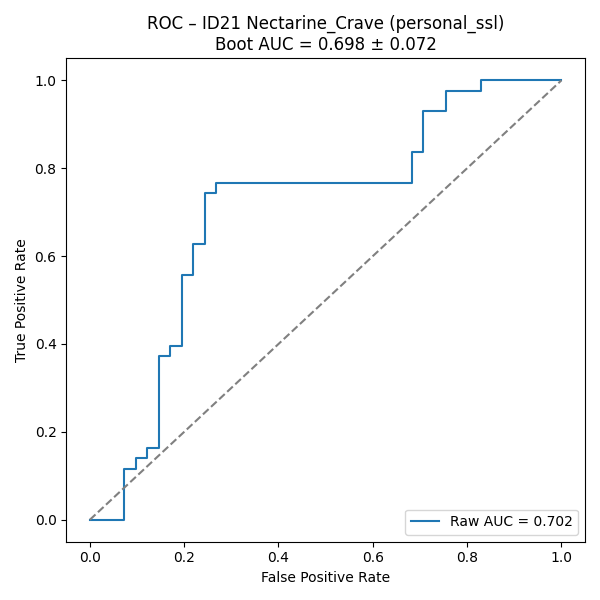 ROC – ID21 Nectarine_Crave (personal_ssl)
Boot AUC = 0.698 ± 0.072
1.0
0.8
0.6
0.4
0.2
0.0
True Positive Rate
Raw AUC = 0.702
0.0 0.2 0.4 0.6 0.8 1.0
False Positive Rate